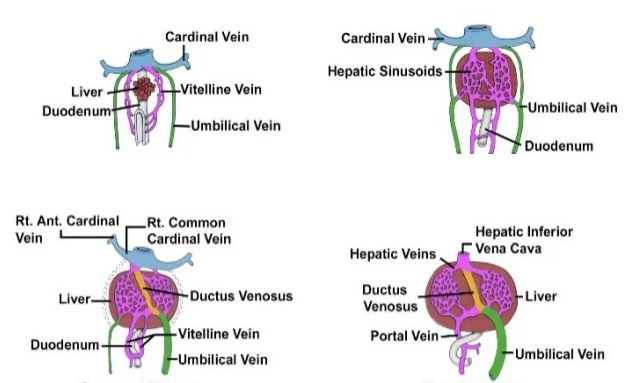 Cardinal Vein
Liver
Vitelline Vein
Duodenum
Umbilical Vein
Cardinal Vein
Hepatic Sinusoids
Umbilical Vein
Duodenum
Rt. Ant. Cardinal
Vein
Rt. Common
Cardinal Vein
Liver
Ductus Venosus
Vitelline Vein
Duodenum
Umbilical Vein
Hepatic Inferior
Vena Cava
Hepatic Veins
Ductus
Venosus
Liver
Portal Vein
Umbilical Vein